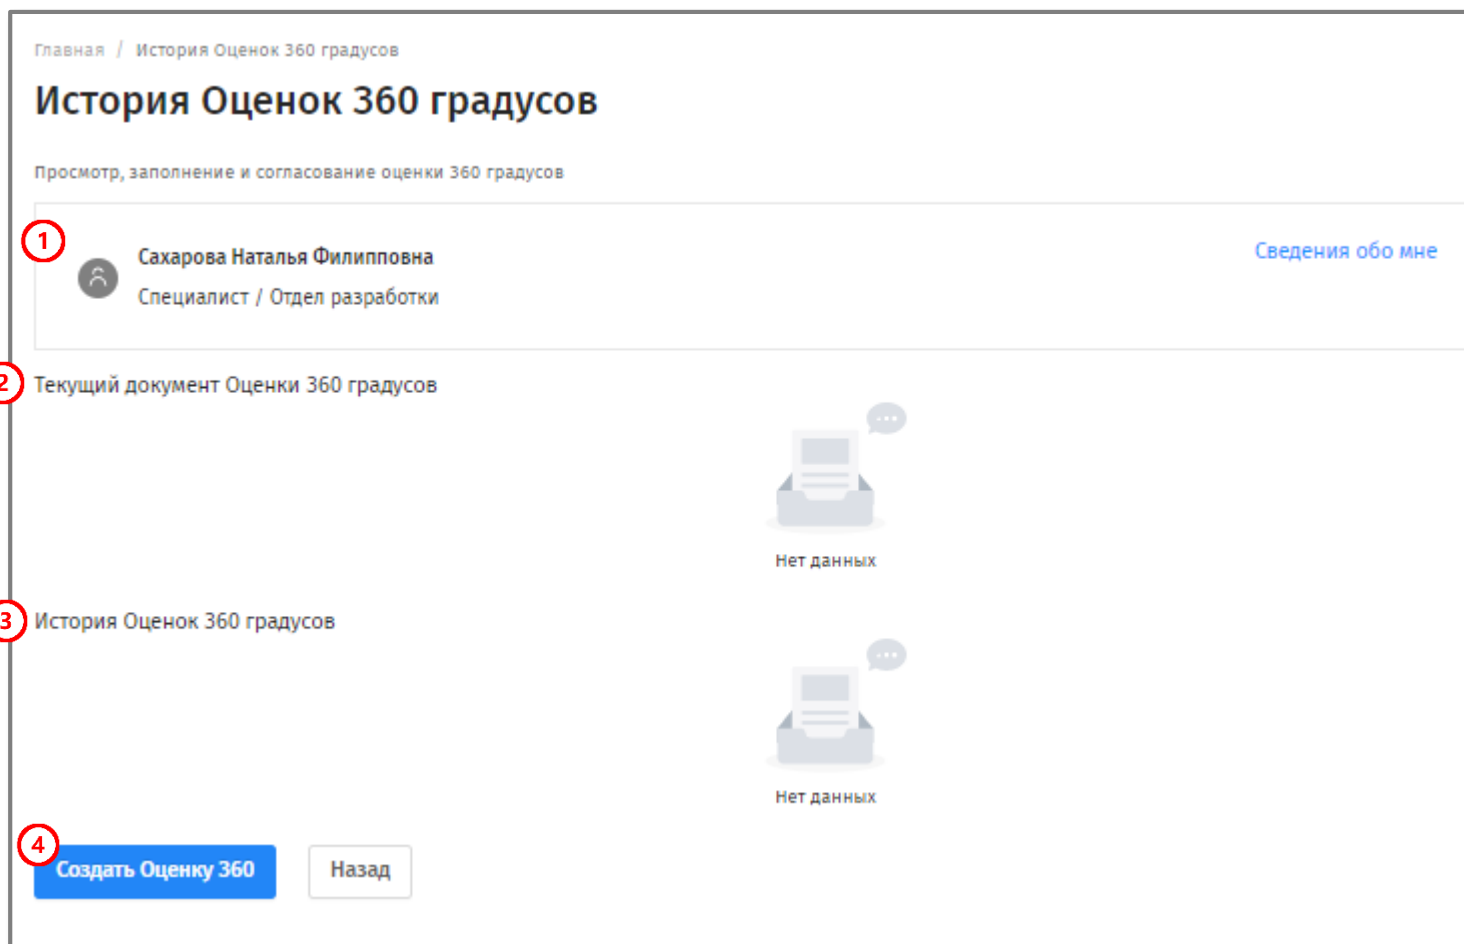 Главная / История Оценок 360 градусов
История Оценок 360 градусов
Просмотр, заполнение и согласование оценки 360 градусов
1
Сахарова Наталья Филипповна
Сведения обо мне
Специалист / Отдел разработки
2
Текущий документ Оценки 360 градусов
Нет данных
3
История Оценок 360 градусов
Нет данных
4
Создать Оценку 360
Назад